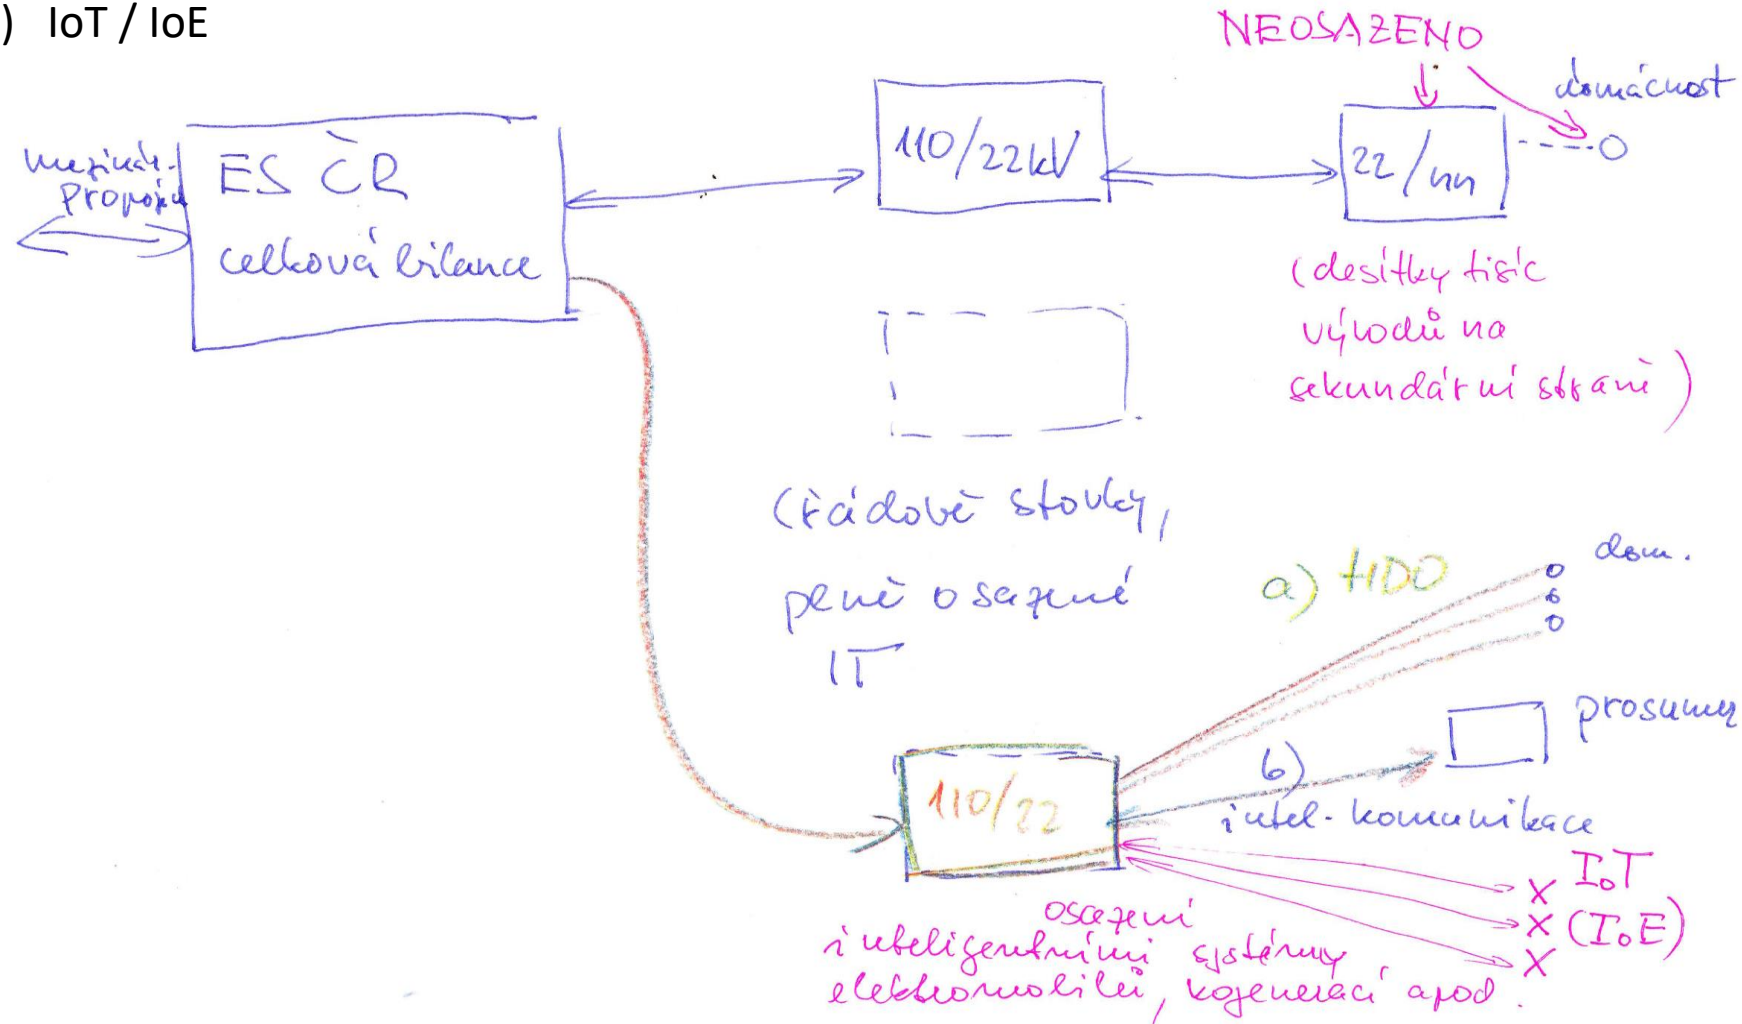 ) IoT / IoE
NEOSAZENO
domácnost
mezinár.
propoj.
ES ČR
celková bilance
110/22kV
22/nn
(desítky tisíc
vývodů na
sekundární straně)
(řádově stovky,
plně osazené
IT
a) HDO
dom.
prosumer
b)
intel. komunikace
110/22
IoT
(IoE)
osazení
inteligentními systémy
elektromobilů, kogenerací apod.